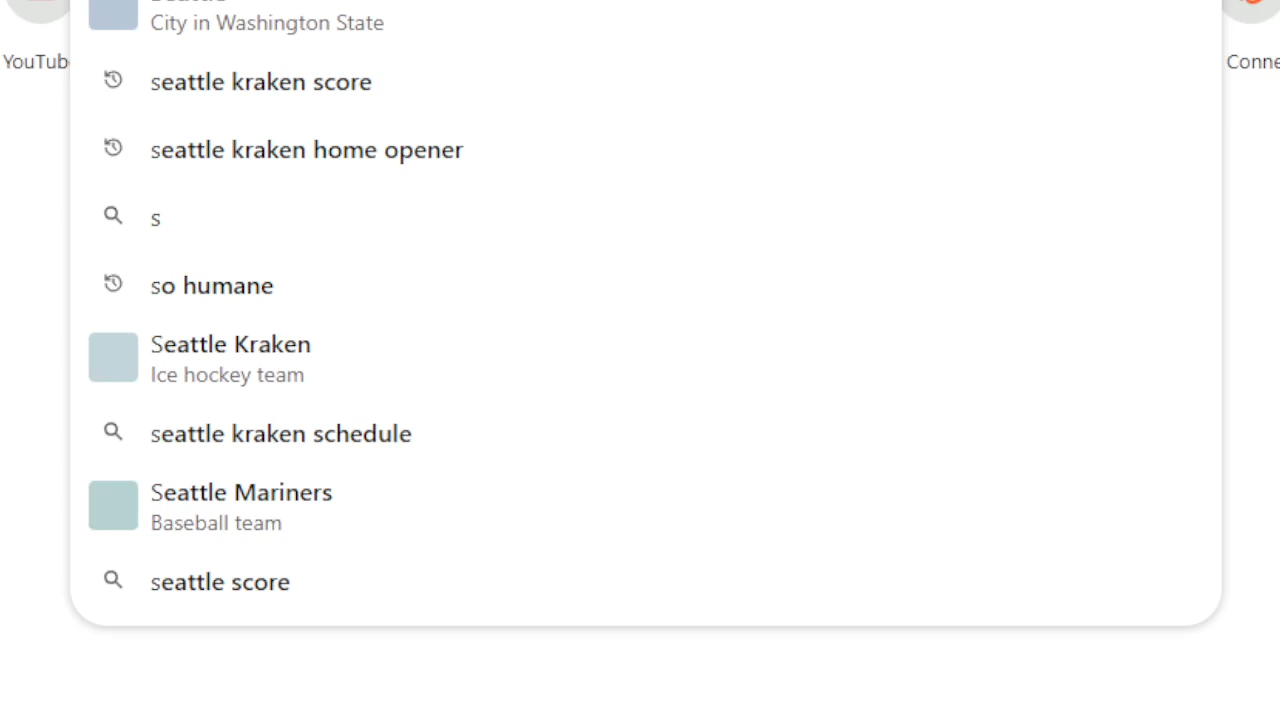 City in Washington State
YouTub
Conne
seattle kraken score
seattle kraken home opener
s
so humane
Seattle Kraken
Ice hockey team
seattle kraken schedule
Seattle Mariners
Baseball team
seattle score